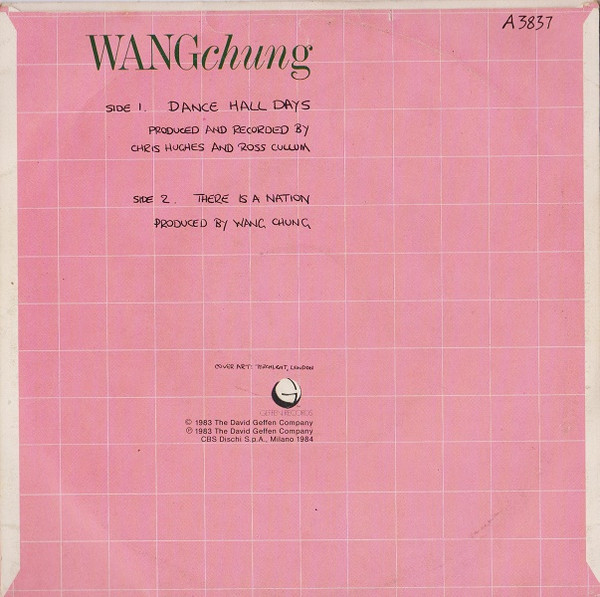 A3837
WANGchung
SIDE 1. DANCE HALL DAYS
PRODUCED AND RECORDED BY
CHRIS HUGHES AND ROSS CULLUM
SIDE 2. THERE IS A NATION
PRODUCED BY WANG CHUNG
COVER ART: TORCHLIGHT, LONDON
GEFFEN RECORDS
© 1983 The David Geffen Company
℗ 1983 The David Geffen Company
CBS Dischi S.p.A., Milano 1984